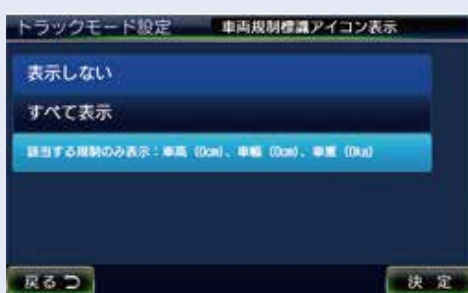 トラックモード設定 車両規制標識アイコン表示
表示しない
すべて表示
該当する規制のみ表示:車高(0cm)、車幅(0cm)、車重(0kg)
戻る 決 定